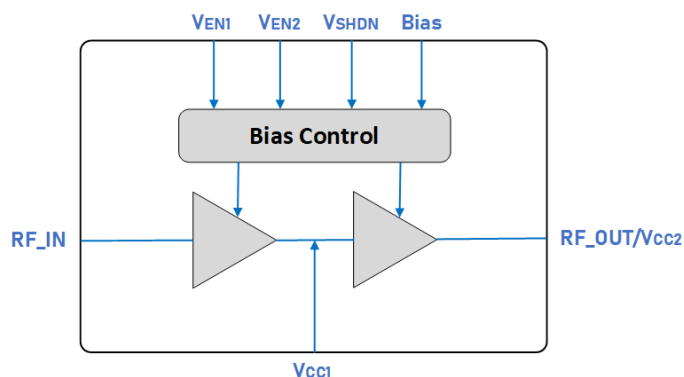 VEN1 VEN2 VSHDN Bias
Bias Control
RF_IN
RF_OUT/VCC2
VCC1